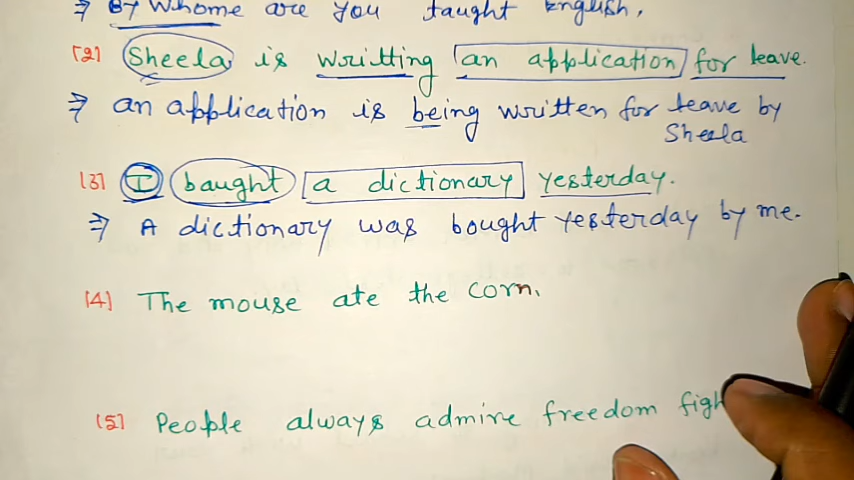 ⇒ By Whome are you taught English.
(2) Sheela is writting an application for leave.
⇒ an application is being written for leave by
Sheela
(3) I baught a dictionary yesterday.
⇒ A dictionary was bought yesterday by me.
(4) The mouse ate the corn.
(5) People always admire freedom figh